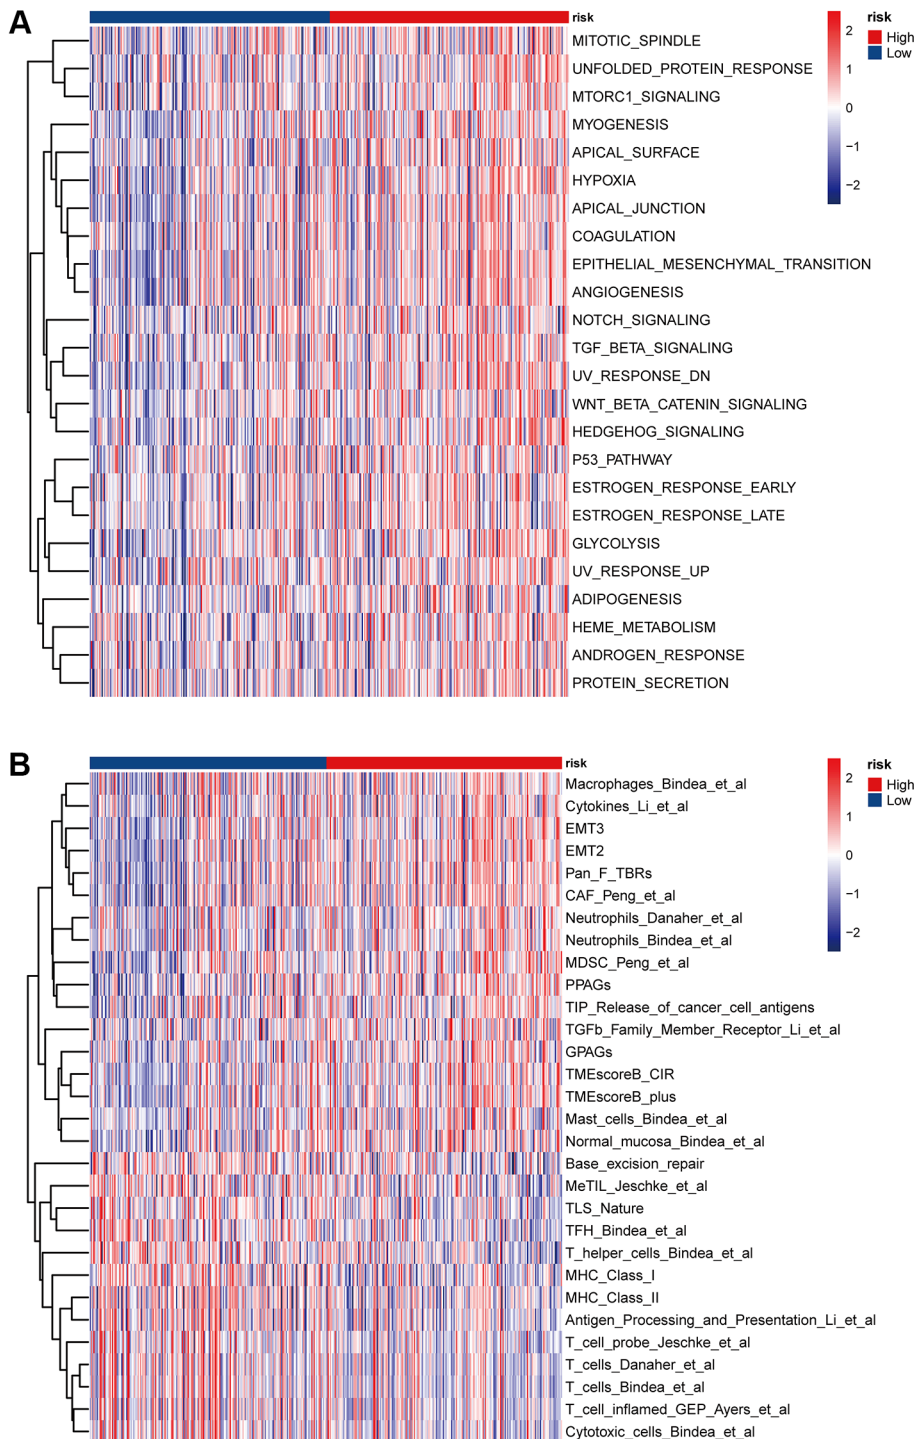 A
risk
MITOTIC_SPINDLE
UNFOLDED_PROTEIN_RESPONSE
MTORC1_SIGNALING
MYOGENESIS
APICAL_SURFACE
HYPOXIA
APICAL_JUNCTION
COAGULATION
EPITHELIAL_MESENCHYMAL_TRANSITION
ANGIOGENESIS
NOTCH_SIGNALING
TGF_BETA_SIGNALING
UV_RESPONSE_DN
WNT_BETA_CATENIN_SIGNALING
HEDGEHOG_SIGNALING
P53_PATHWAY
ESTROGEN_RESPONSE_EARLY
ESTROGEN_RESPONSE_LATE
GLYCOLYSIS
UV_RESPONSE_UP
ADIPOGENESIS
HEME_METABOLISM
ANDROGEN_RESPONSE
PROTEIN_SECRETION
2
1
0
−1
−2
risk
High
Low
B
risk
Macrophages_Bindea_et_al
Cytokines_Li_et_al
EMT3
EMT2
Pan_F_TBRs
CAF_Peng_et_al
Neutrophils_Danaher_et_al
Neutrophils_Bindea_et_al
MDSC_Peng_et_al
PPAGs
TIP_Release_of_cancer_cell_antigens
TGFb_Family_Member_Receptor_Li_et_al
GPAGs
TMEscoreB_CIR
TMEscoreB_plus
Mast_cells_Bindea_et_al
Normal_mucosa_Bindea_et_al
Base_excision_repair
MeTIL_Jeschke_et_al
TLS_Nature
TFH_Bindea_et_al
T_helper_cells_Bindea_et_al
MHC_Class_I
MHC_Class_II
Antigen_Processing_and_Presentation_Li_et_al
T_cell_probe_Jeschke_et_al
T_cells_Danaher_et_al
T_cells_Bindea_et_al
T_cell_inflamed_GEP_Ayers_et_al
Cytotoxic_cells_Bindea_et_al
2
1
0
−1
−2
risk
High
Low